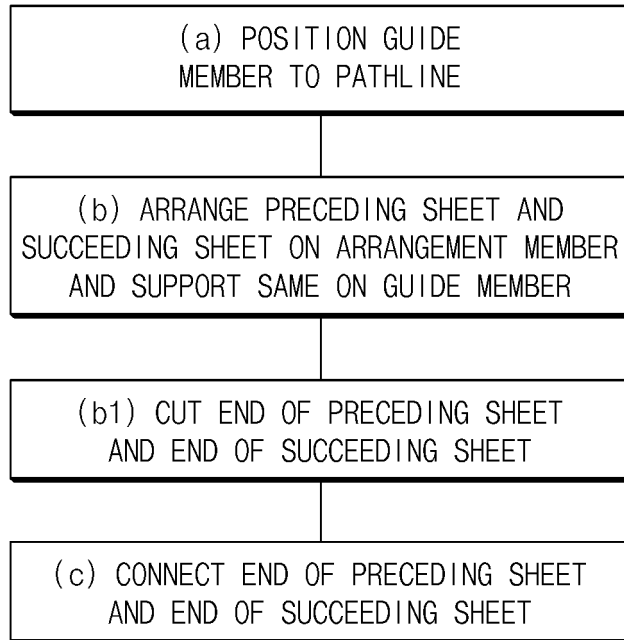 (a) POSITION GUIDE
MEMBER TO PATHLINE
(b) ARRANGE PRECEDING SHEET AND
SUCCEEDING SHEET ON ARRANGEMENT MEMBER
AND SUPPORT SAME ON GUIDE MEMBER
(b1) CUT END OF PRECEDING SHEET
AND END OF SUCCEEDING SHEET
(c) CONNECT END OF PRECEDING SHEET
AND END OF SUCCEEDING SHEET